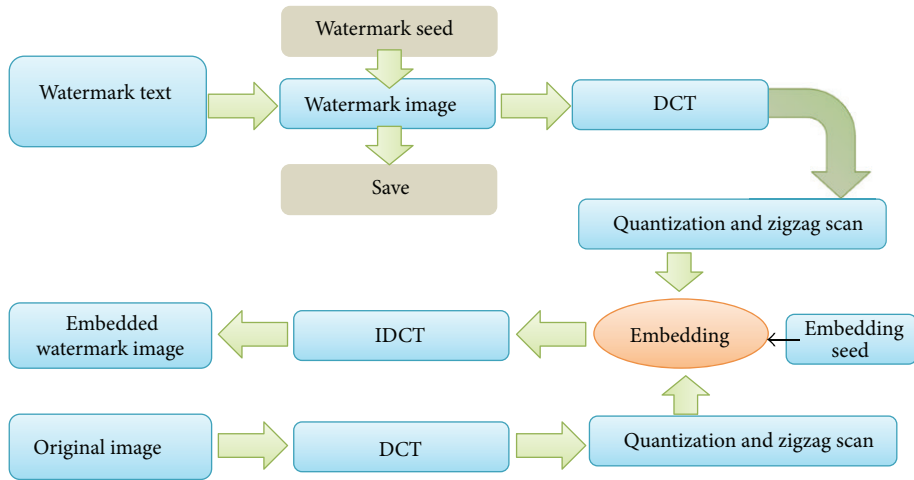 Watermark seed
Watermark text
Watermark image
DCT
Save
Quantization and zigzag scan
Embedded
watermark image
IDCT
Embedding
Embedding
seed
Original image
DCT
Quantization and zigzag scan